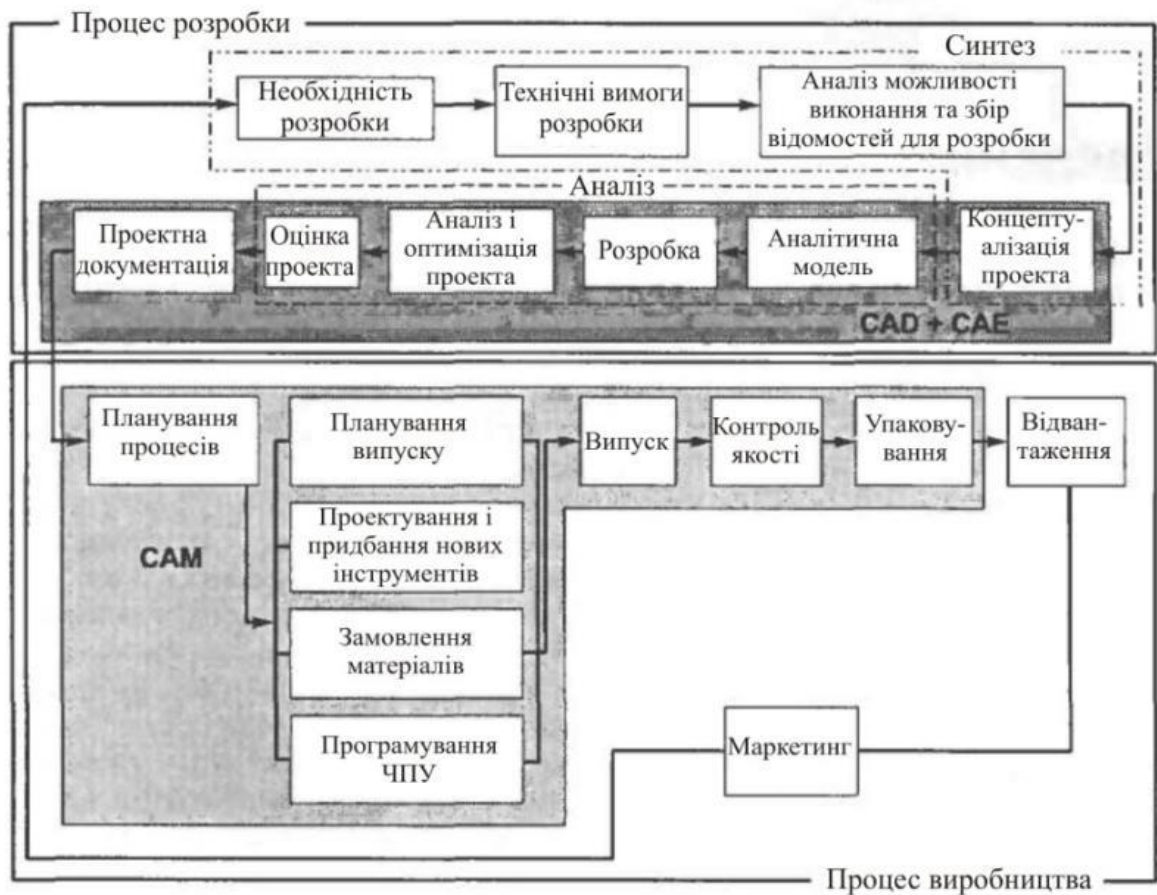 Процес розробки
Синтез
Необхідність
розробки
Технічні вимоги
розробки
Аналіз можливості
виконання та збір
відомостей для розробки
Аналіз
Проектна
документація
Оцінка
проекта
Аналіз і
оптимізація
проекта
Розробка
Аналітична
модель
Концепту-
алізація
проекта
CAD + CAE
Планування
процесів
Планування
випуску
Випуск
Контроль
якості
Упаковувування
Відван-
таження
CAM
Проектування і
придбання нових
інструментів
Замовлення
матеріалів
Програмування
ЧПУ
Маркетинг
Процес виробництва